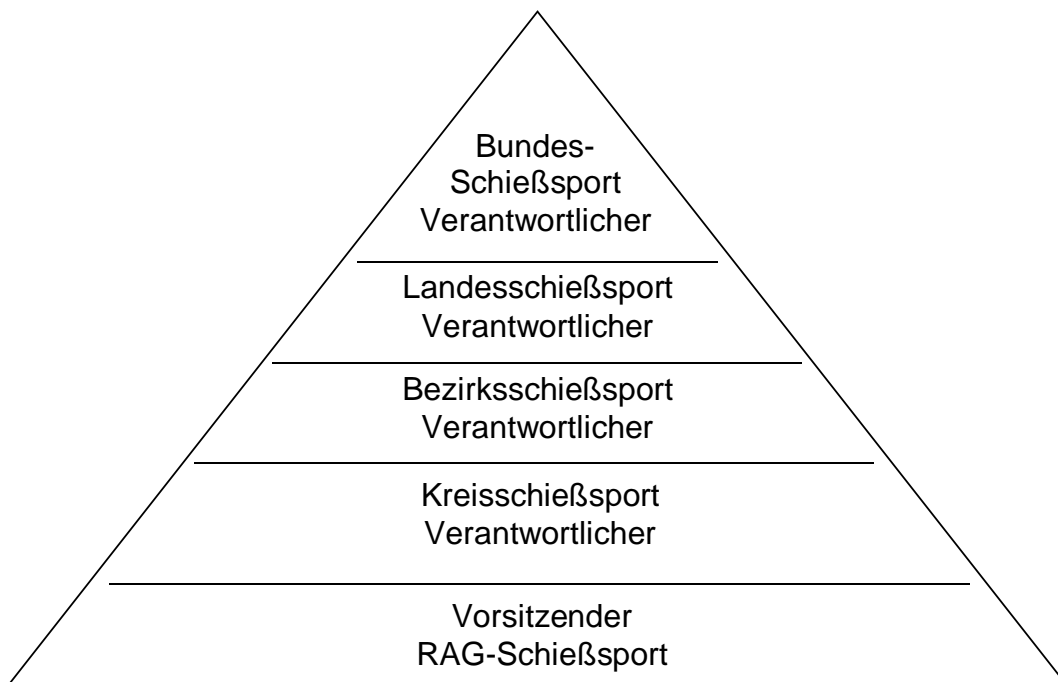 Bundes-
Schießsport
Verantwortlicher
Landesschießsport
Verantwortlicher
Bezirksschießsport
Verantwortlicher
Kreisschießsport
Verantwortlicher
Vorsitzender
RAG-Schießsport